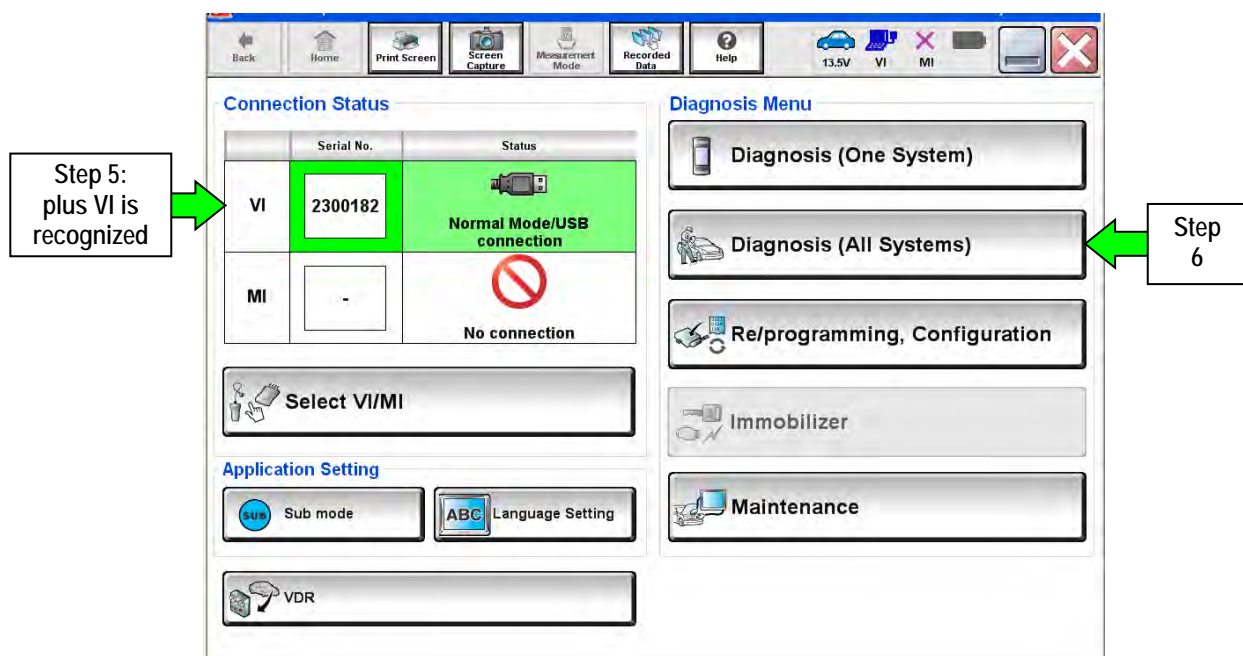 Back
Home
Print Screen
Screen
Capture
Measurement
Mode
Recorded
Data
Help
13.5V
VI
MI
Connection Status
Serial No.
Status
Step 5:
plus VI is
recognized
VI
2300182
Normal Mode/USB
connection
MI
-
No connection
Select VI/MI
Application Setting
SUB
Sub mode
ABC
Language Setting
VDR
Diagnosis Menu
Diagnosis (One System)
Diagnosis (All Systems)
Step
6
Re/programming, Configuration
Immobilizer
Maintenance